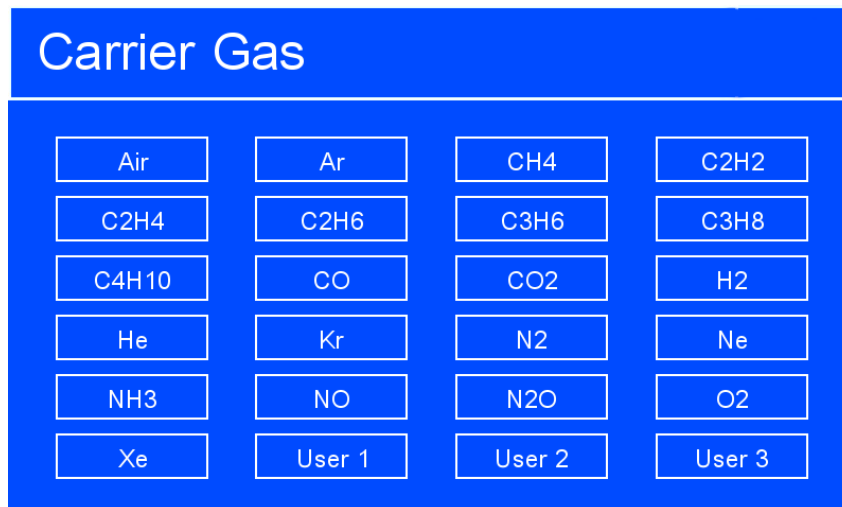 Carrier Gas
Air Ar CH4 C2H2
C2H4 C2H6 C3H6 C3H8
C4H10 CO CO2 H2
He Kr N2 Ne
NH3 NO N2O O2
Xe User 1 User 2 User 3